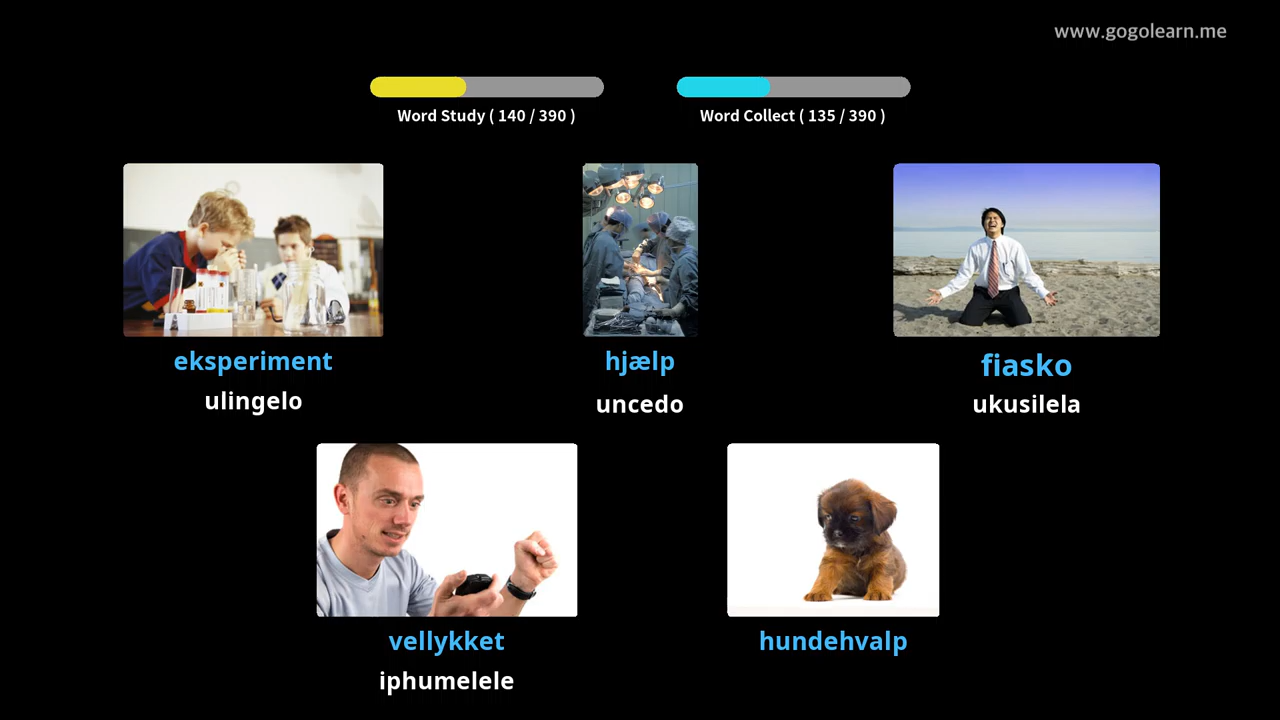 www.gogolearn.me
Word Study ( 140 / 390 )
Word Collect ( 135 / 390 )
eksperiment
ulingelo
hjælp
uncedo
fiasko
ukusilela
vellykket
iphumelele
hundehvalp